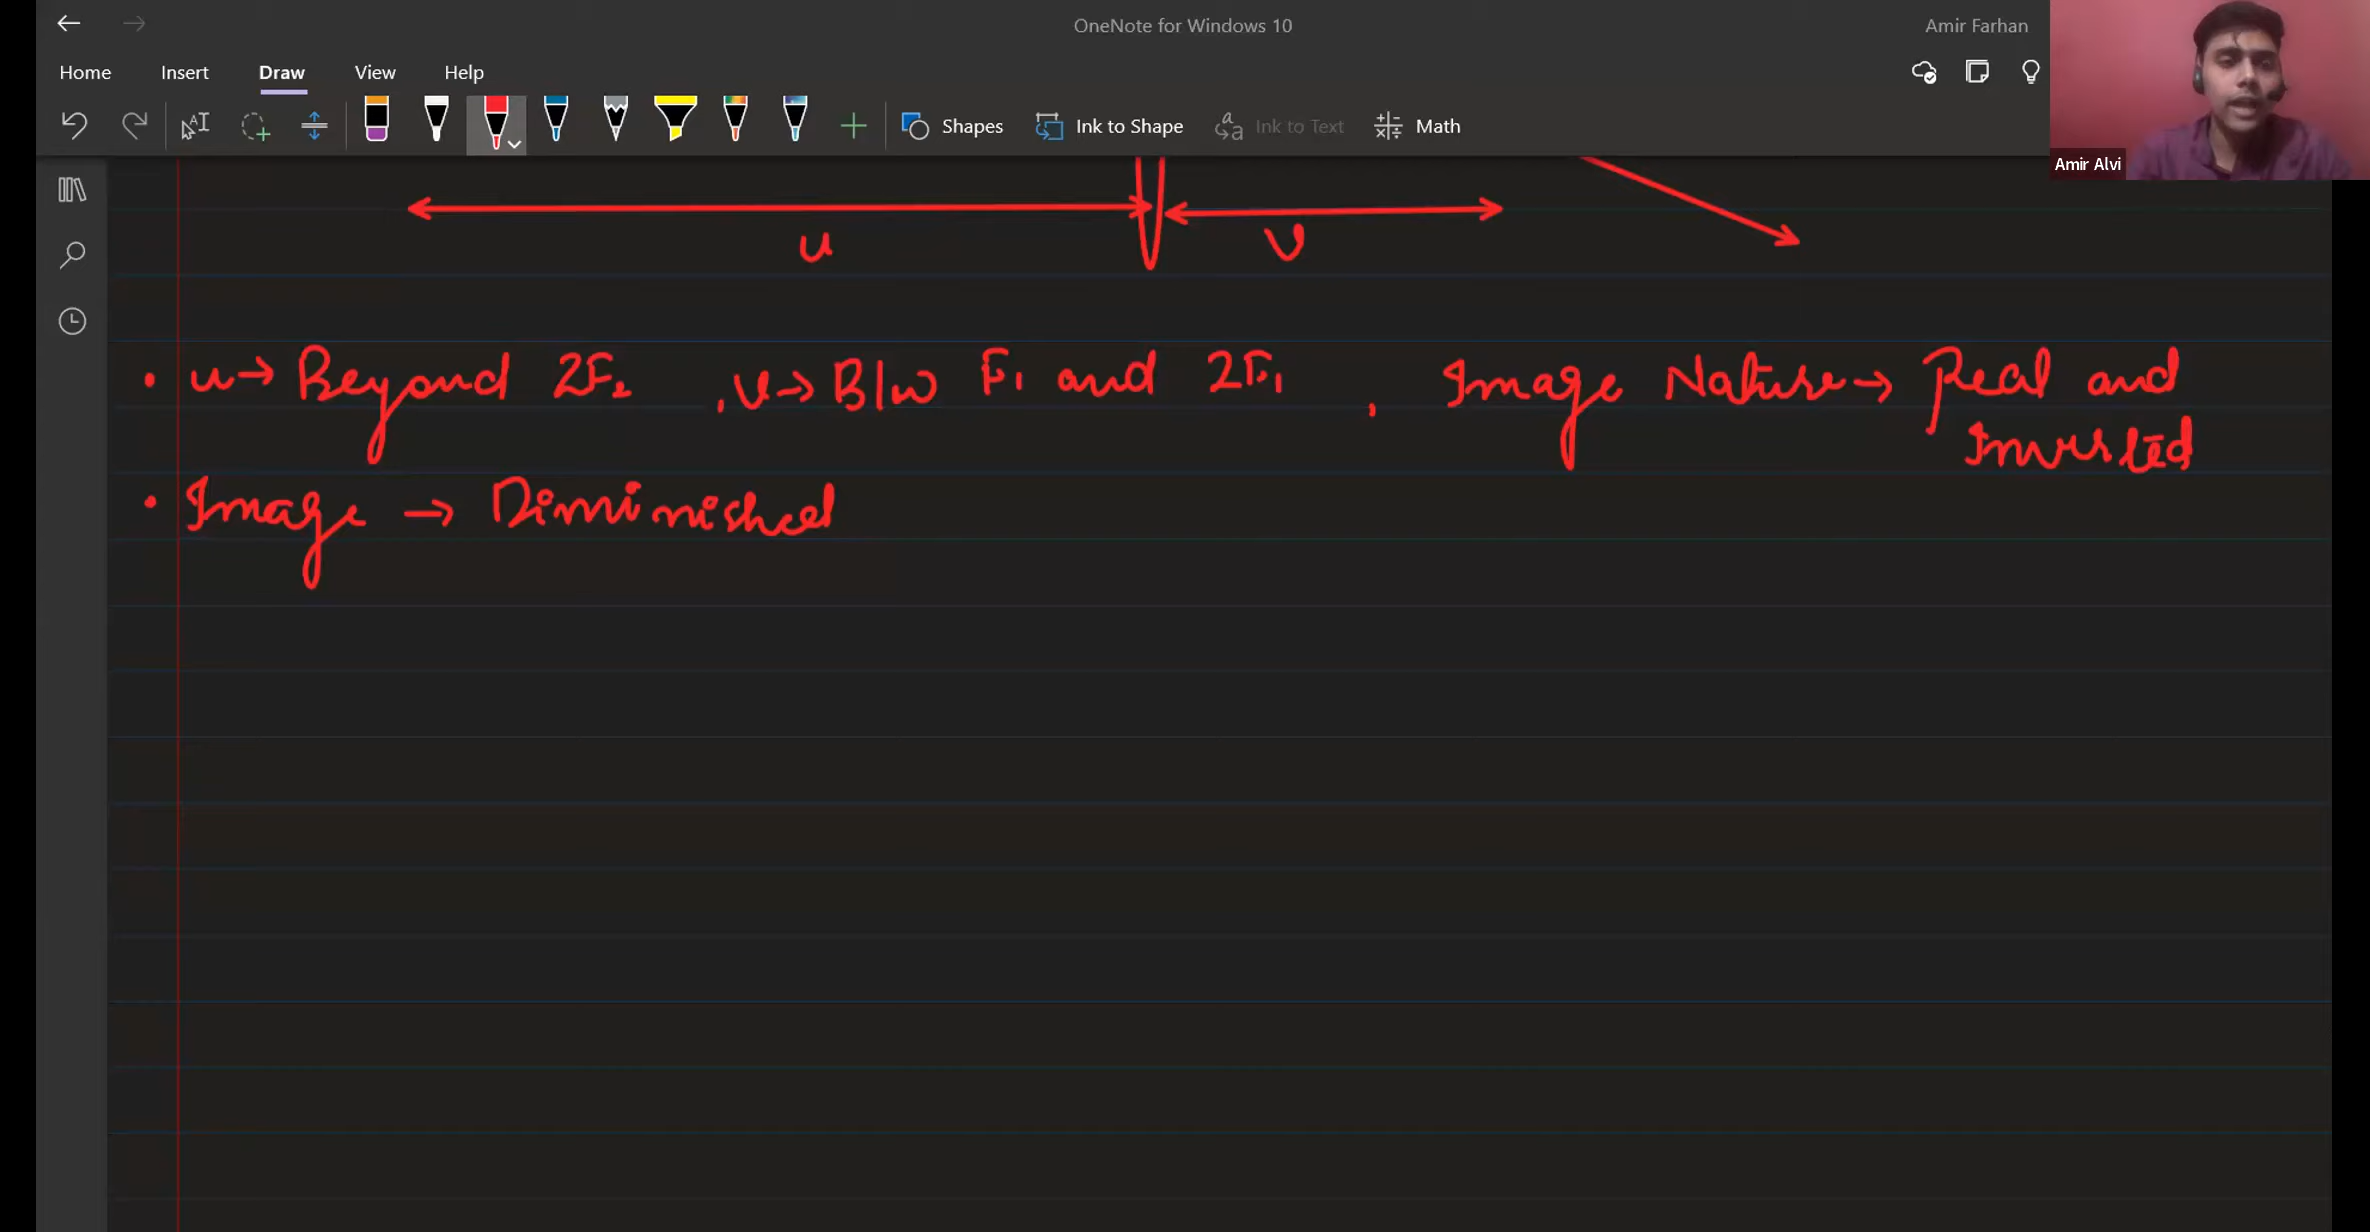 OneNote for Windows 10
Amir Farhan
Home Insert Draw View Help
Shapes Ink to Shape Ink to Text Math
Amir Alvi
u v
• u → Beyond 2F₂ , v → B/w F₁ and 2F₁ , Image Nature → Real and
Inverted
• Image → Diminished